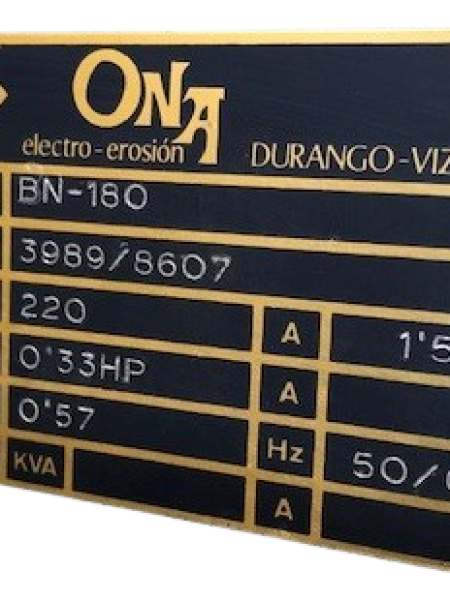 ONA
electro-erosión DURANGO-VIZ
BN-180
3989/8607
220 A 1'5
0'33HP A
0'57 Hz 50/
KVA A